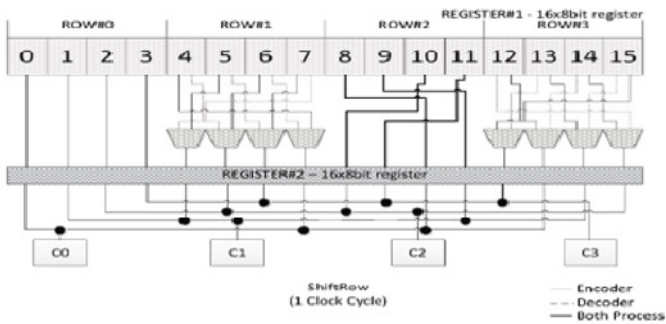 REGISTER#1 - 16x8bit register
ROW#0 ROW#1 ROW#2 ROW#3
0 1 2 3 4 5 6 7 8 9 10 11 12 13 14 15
REGISTER#2 – 16x8bit register
C0 C1 C2 C3
ShiftRow
(1 Clock Cycle)
Encoder
Decoder
Both Process